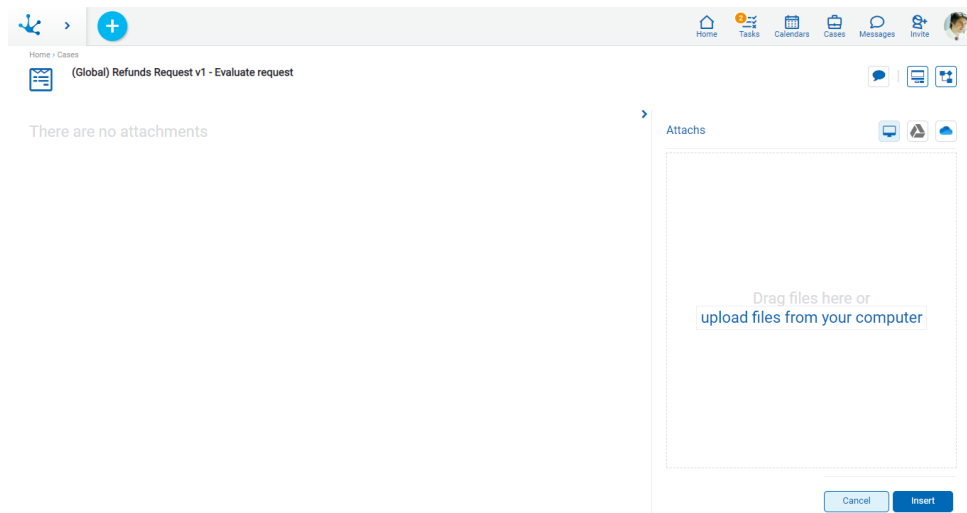 2
Home
Tasks
Calendars
Cases
Messages
Invite
Home › Cases
(Global) Refunds Request v1 - Evaluate request
There are no attachments
Attachs
Drag files here or
upload files from your computer
Cancel
Insert